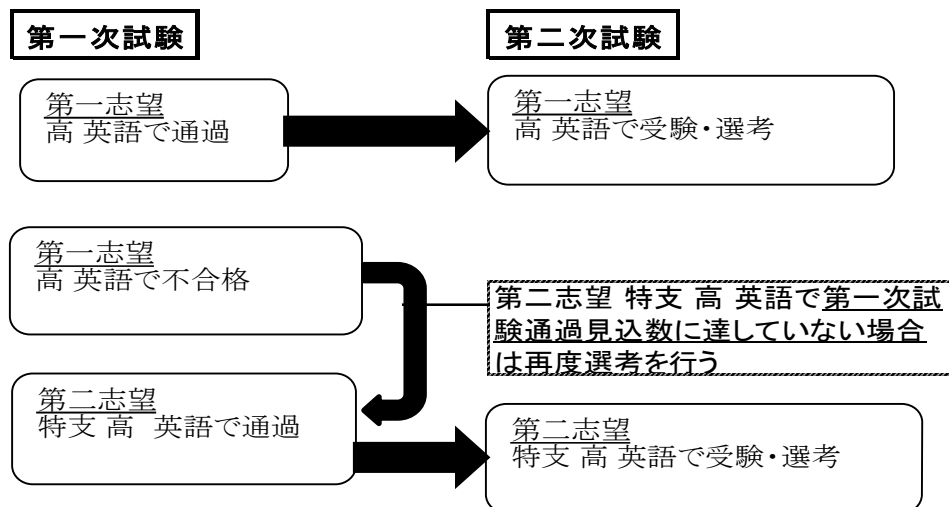 第一次試験
第二次試験
第一志望
高 英語で通過
第一志望
高 英語で受験・選考
第一志望
高 英語で不合格
第二志望 特支 高 英語で第一次試
験通過見込数に達していない場合
は再度選考を行う
第二志望
特支 高 英語で通過
第二志望
特支 高 英語で受験・選考